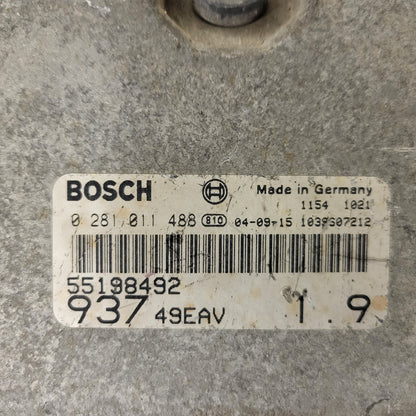 BOSCH Made in Germany
1154 1021
0 281 011 488 810 04-09-15 1039S07212
55198492
937 49EAV 1.9